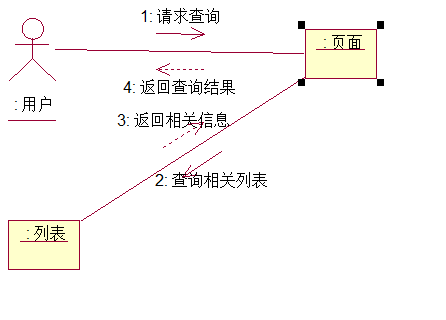 1: 请求查询
: 页面
4: 返回查询结果
: 用户
3: 返回相关信息
2: 查询相关列表
: 列表